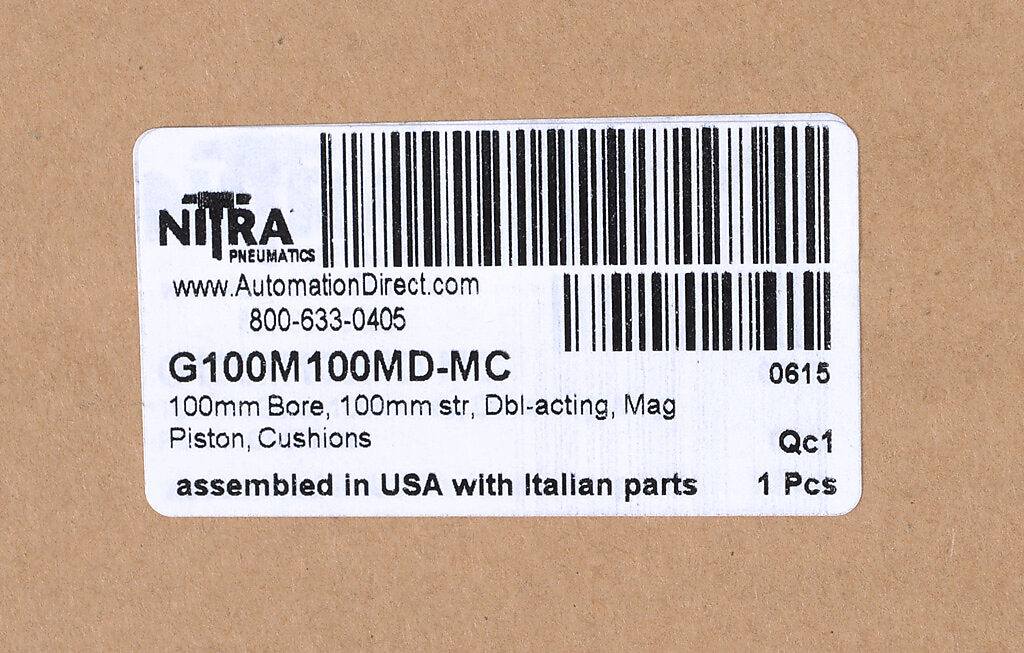 NITRA
PNEUMATICS
www.AutomationDirect.com
800-633-0405
G100M100MD-MC
0615
100mm Bore, 100mm str, Dbl-acting, Mag
Piston, Cushions
Qc1
assembled in USA with Italian parts
1 Pcs